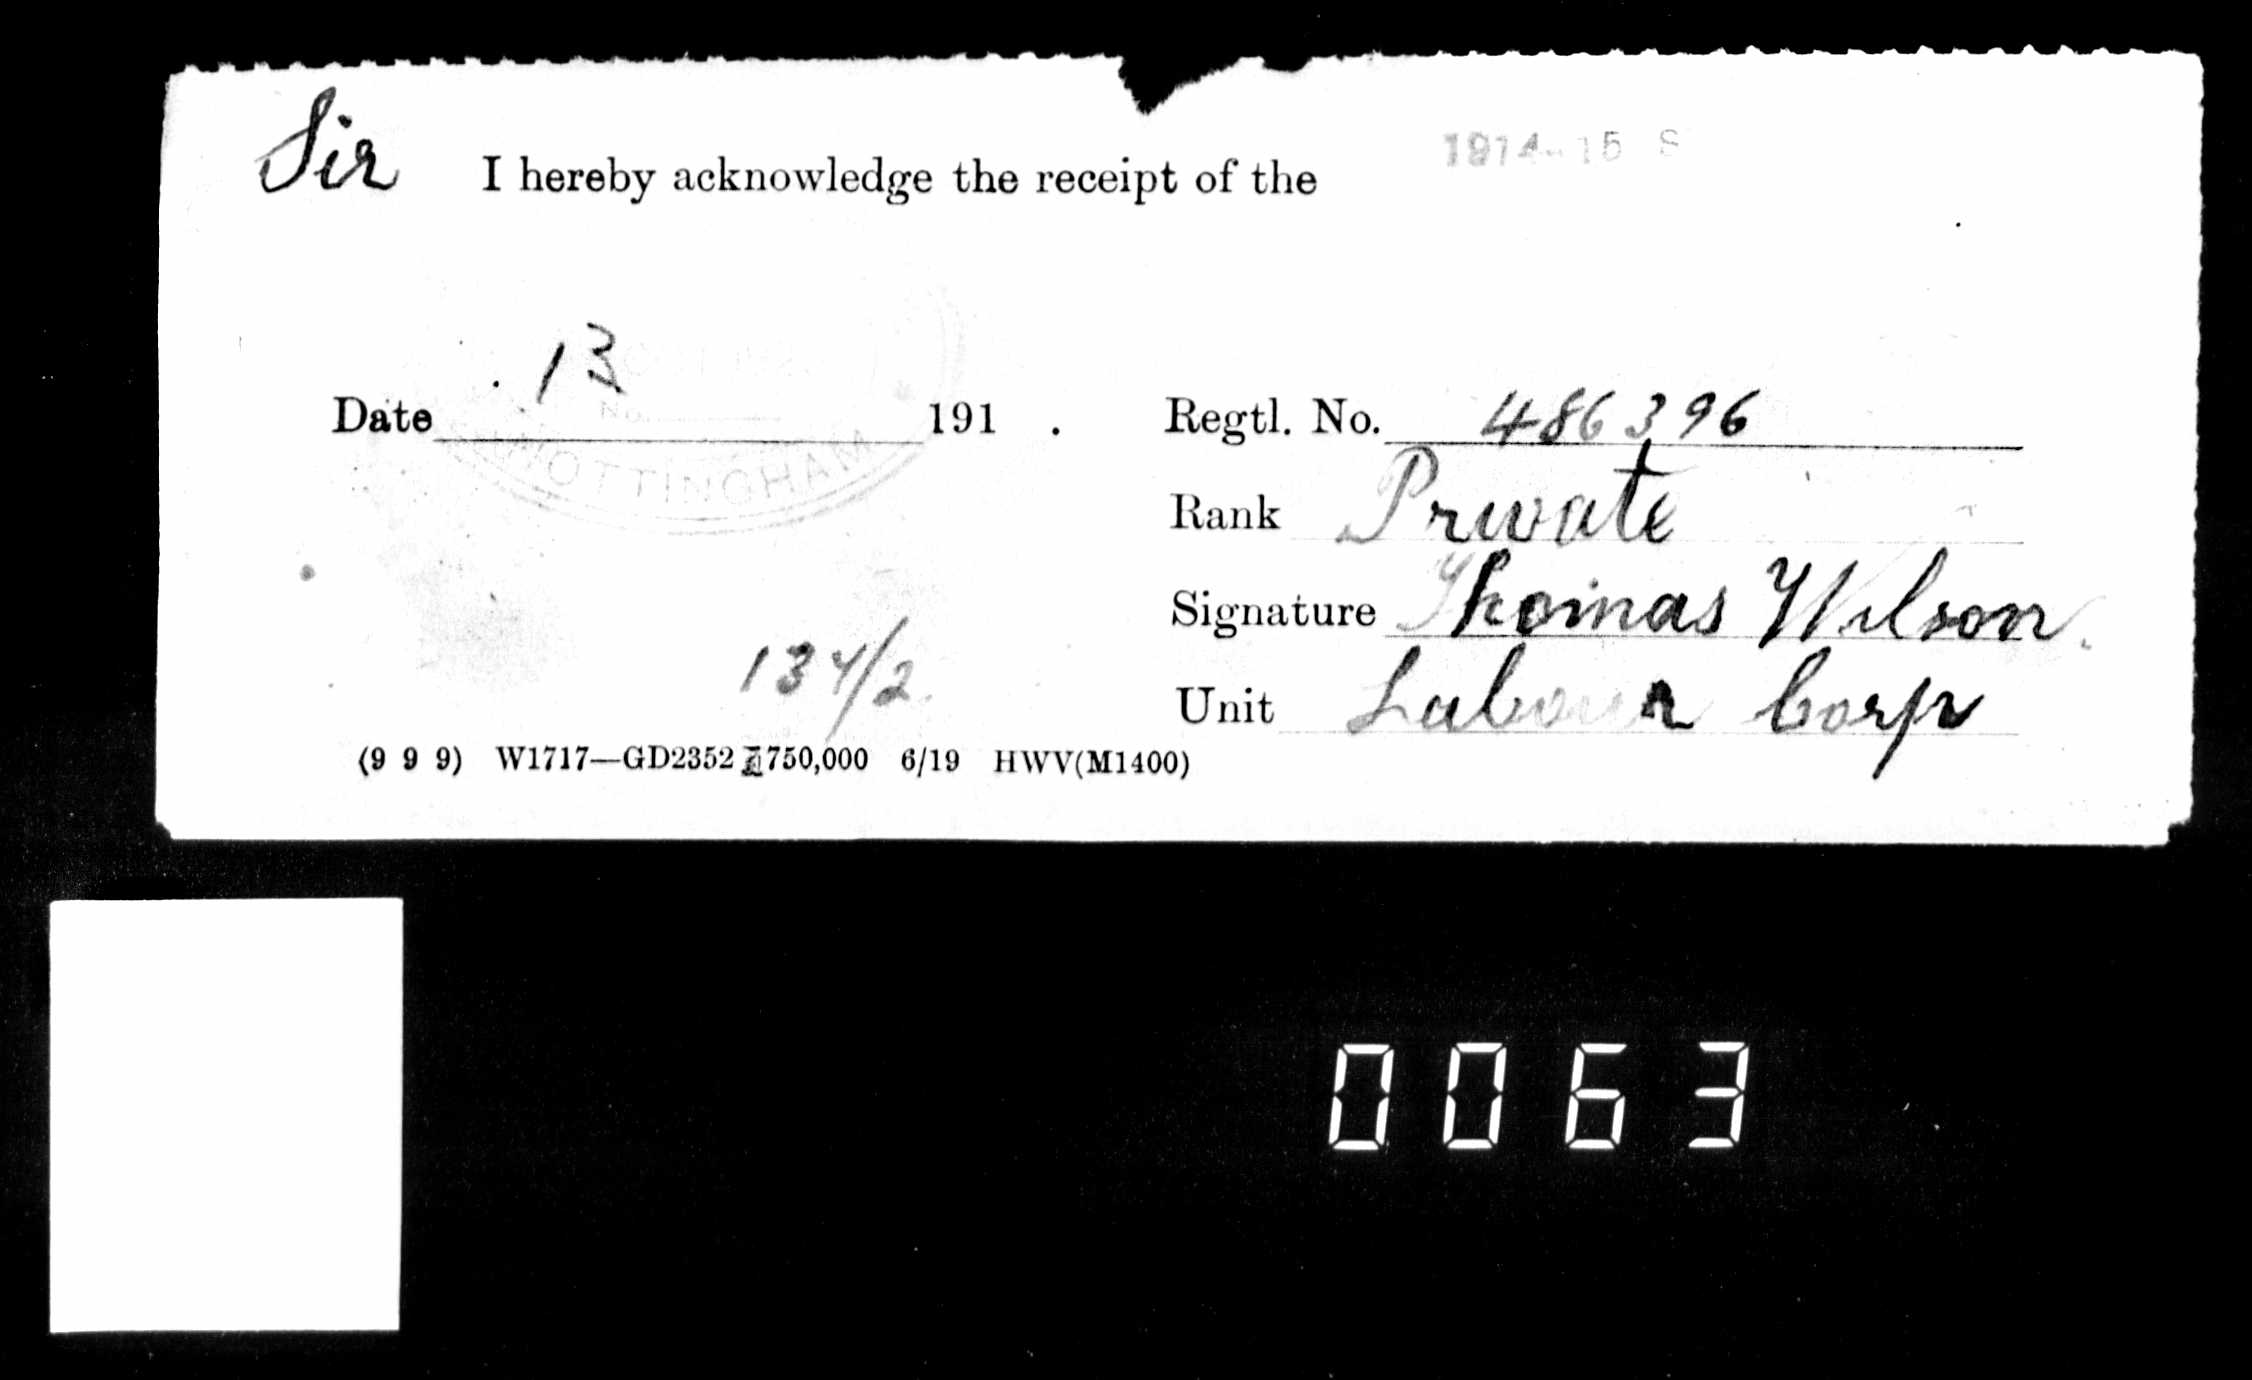 Sir I hereby acknowledge the receipt of the 1914-15 S
13
Date 191 .
NOTTINGHAM
Regtl. No. 486396
Rank Private
Signature Thomas Wilson.
Unit Labour Corp
134/2
(9 9 9) W1717—GD2352 750,000 6/19 HWV(M1400)
0063